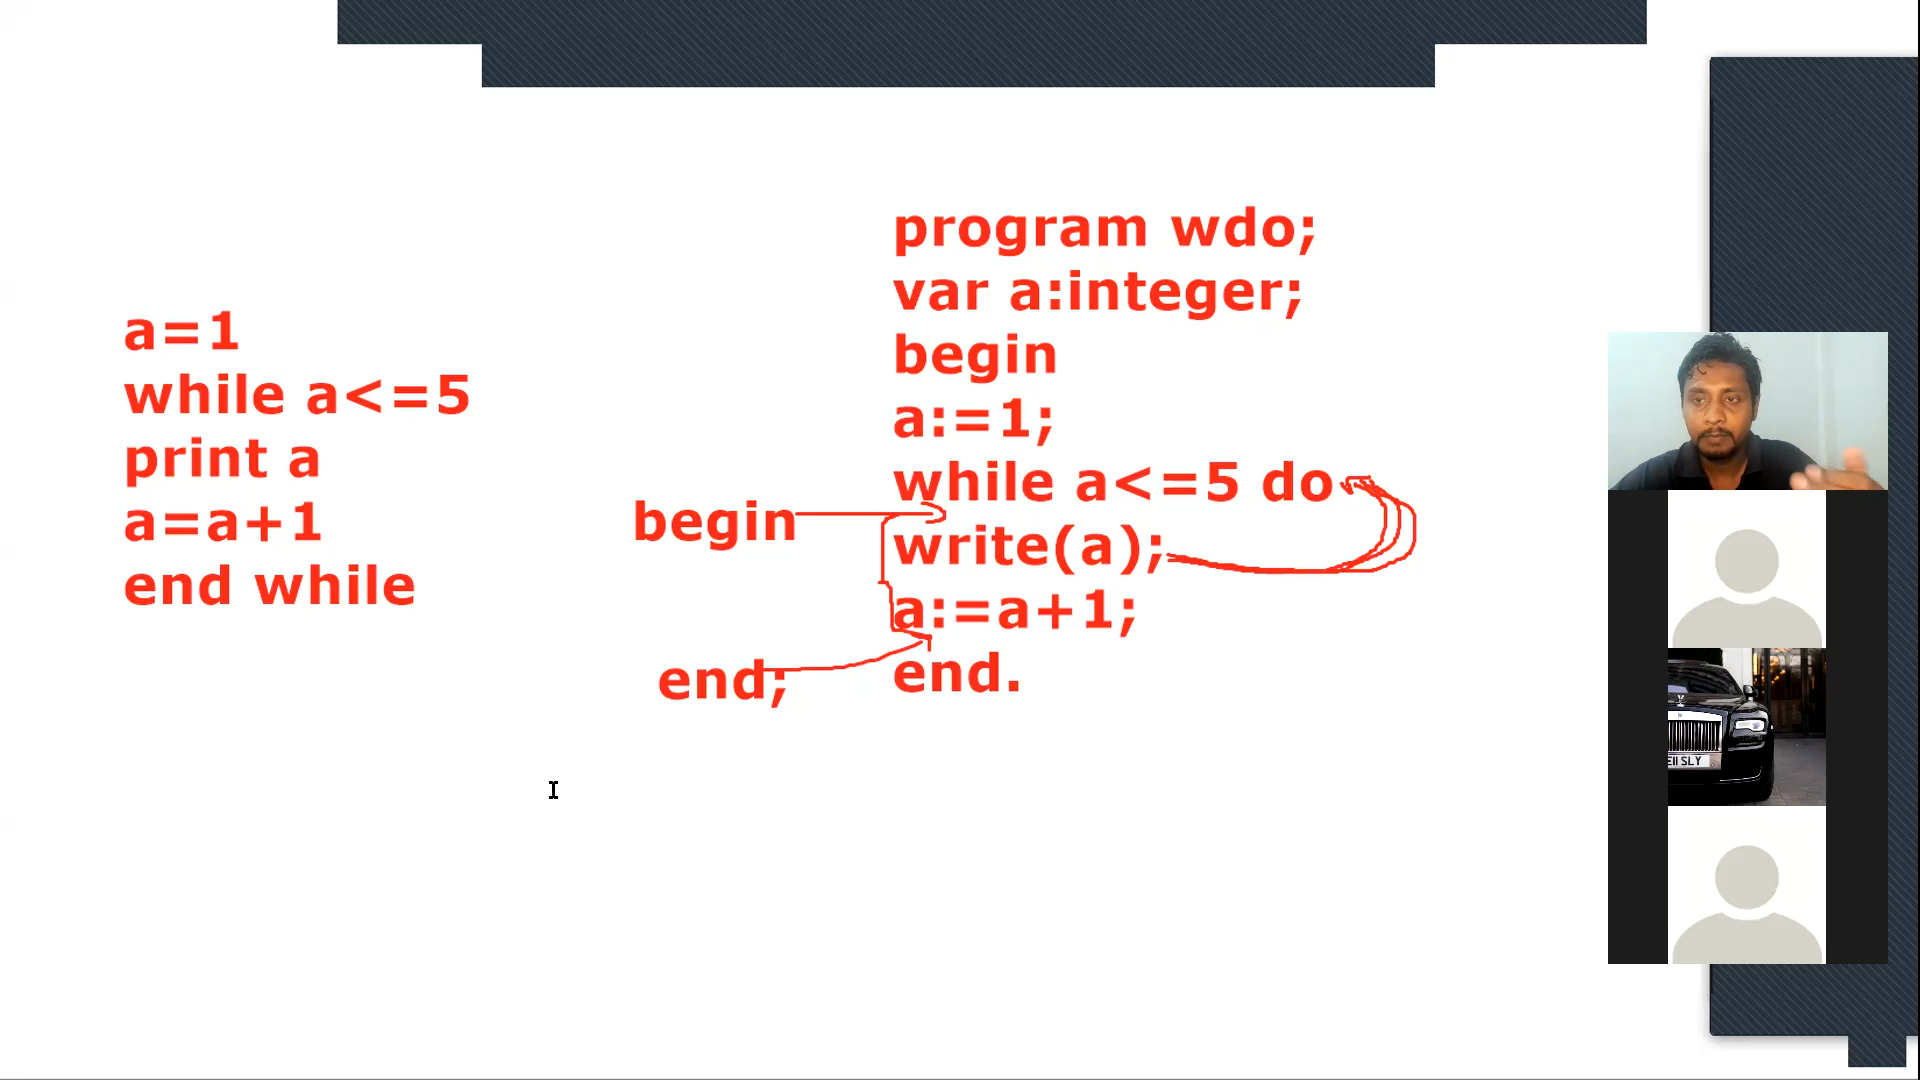 a=1
while a<=5
print a
a=a+1
end while
begin
end;
program wdo;
var a:integer;
begin
a:=1;
while a<=5 do
write(a);
a:=a+1;
end.
E11 SLY